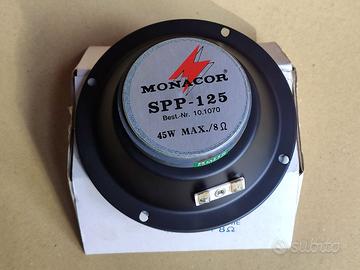 MONACOR
SPP-125
Best.-Nr. 10.1070
45W MAX./8Ω
8Ω
subito